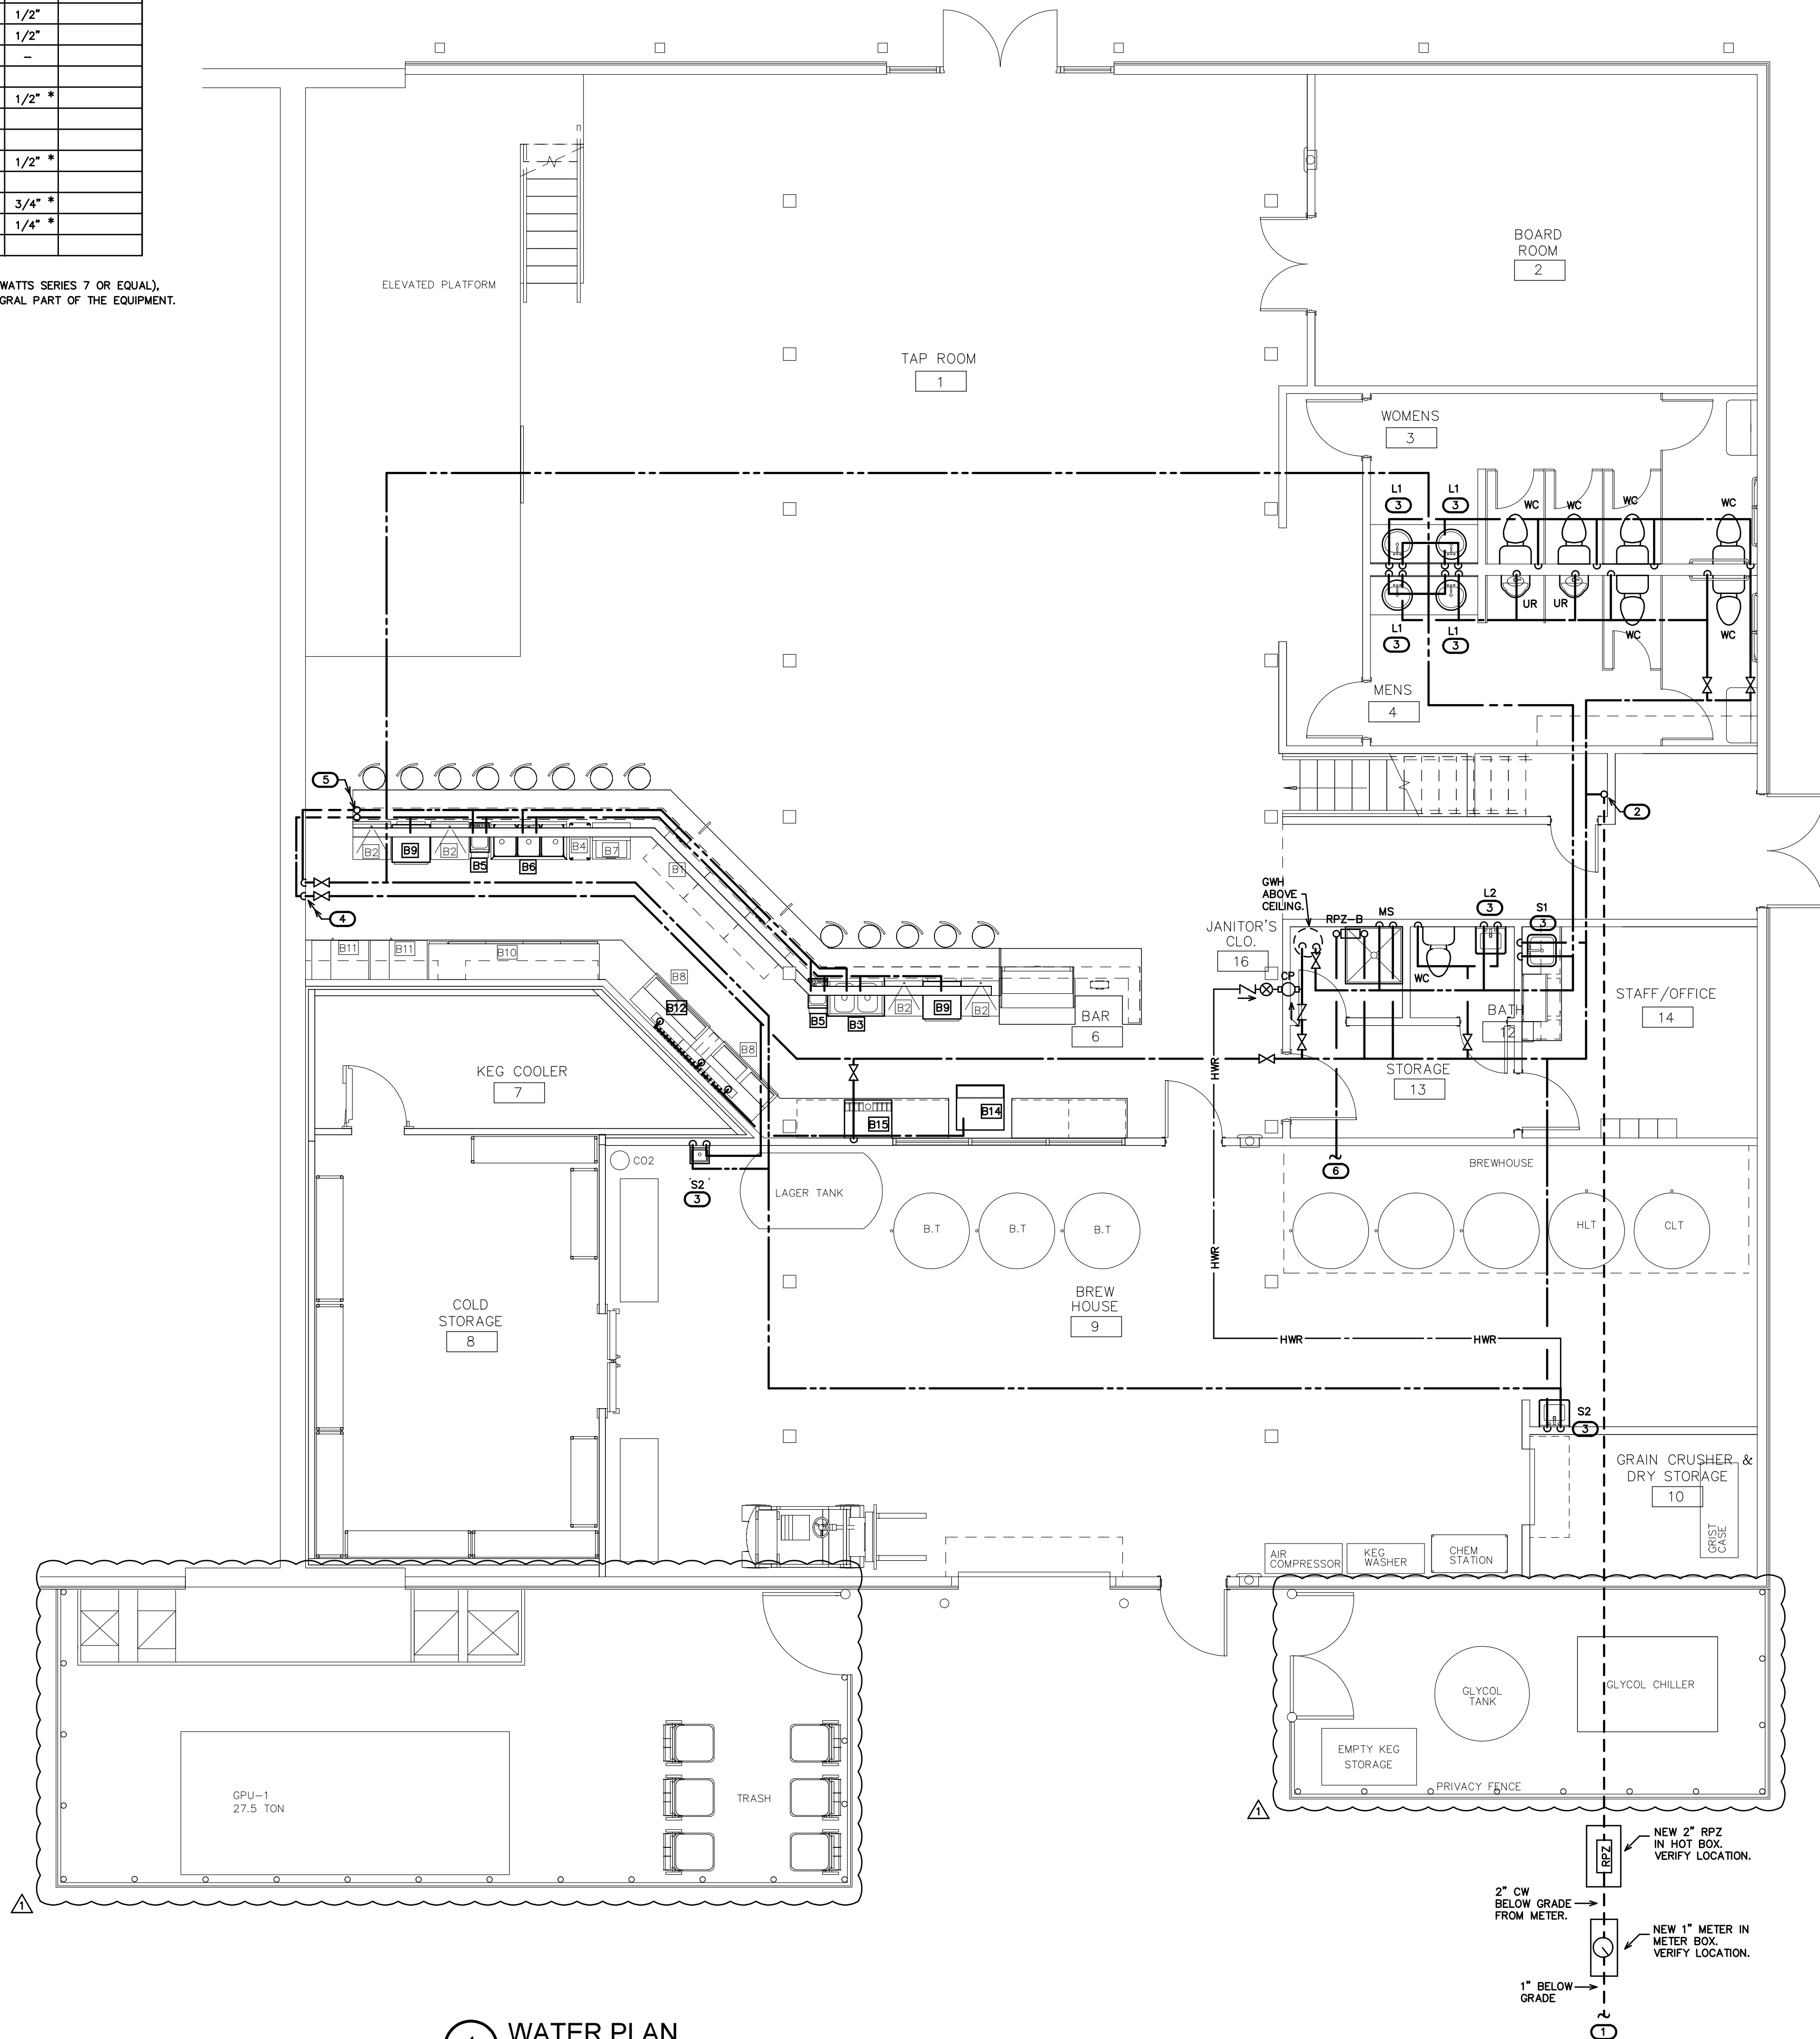 1/2"
1/2"
-
1/2" *
1/2" *
3/4" *
1/4" *
WATTS SERIES 7 OR EQUAL),
GRAL PART OF THE EQUIPMENT.
ELEVATED PLATFORM
TAP ROOM
1
BOARD
ROOM
2
WOMENS
3
L1
3
L1
3
WC
WC
WC
WC
UR
UR
WC
WC
L1
3
L1
3
MENS
4
5
2
B2
B9
B2
B5
B6
B4
B7
B1
4
B11
B11
B10
B8
B12
B8
B5
B3
B2
B9
B2
BAR
6
GWH
ABOVE
CEILING.
RPZ-B
MS
L2
3
S1
3
JANITOR'S
CLO.
16
CP
WC
BATH
12
STAFF/OFFICE
14
STORAGE
13
HWR
HWR
KEG COOLER
7
B15
B14
6
CO2
S2
3
LAGER TANK
B.T
B.T
B.T
BREWHOUSE
HLT
CLT
BREW
HOUSE
9
COLD
STORAGE
8
HWR
HWR
S2
3
GRAIN CRUSHER &
DRY STORAGE
10
GRIST
CASE
AIR
COMPRESSOR
KEG
WASHER
CHEM
STATION
GPU-1
27.5 TON
TRASH
1
GLYCOL
TANK
GLYCOL CHILLER
EMPTY KEG
STORAGE
PRIVACY FENCE
1
RPZ
NEW 2" RPZ
IN HOT BOX.
VERIFY LOCATION.
2" CW
BELOW GRADE
FROM METER.
NEW 1" METER IN
METER BOX.
VERIFY LOCATION.
1" BELOW
GRADE
1
WATER PLAN